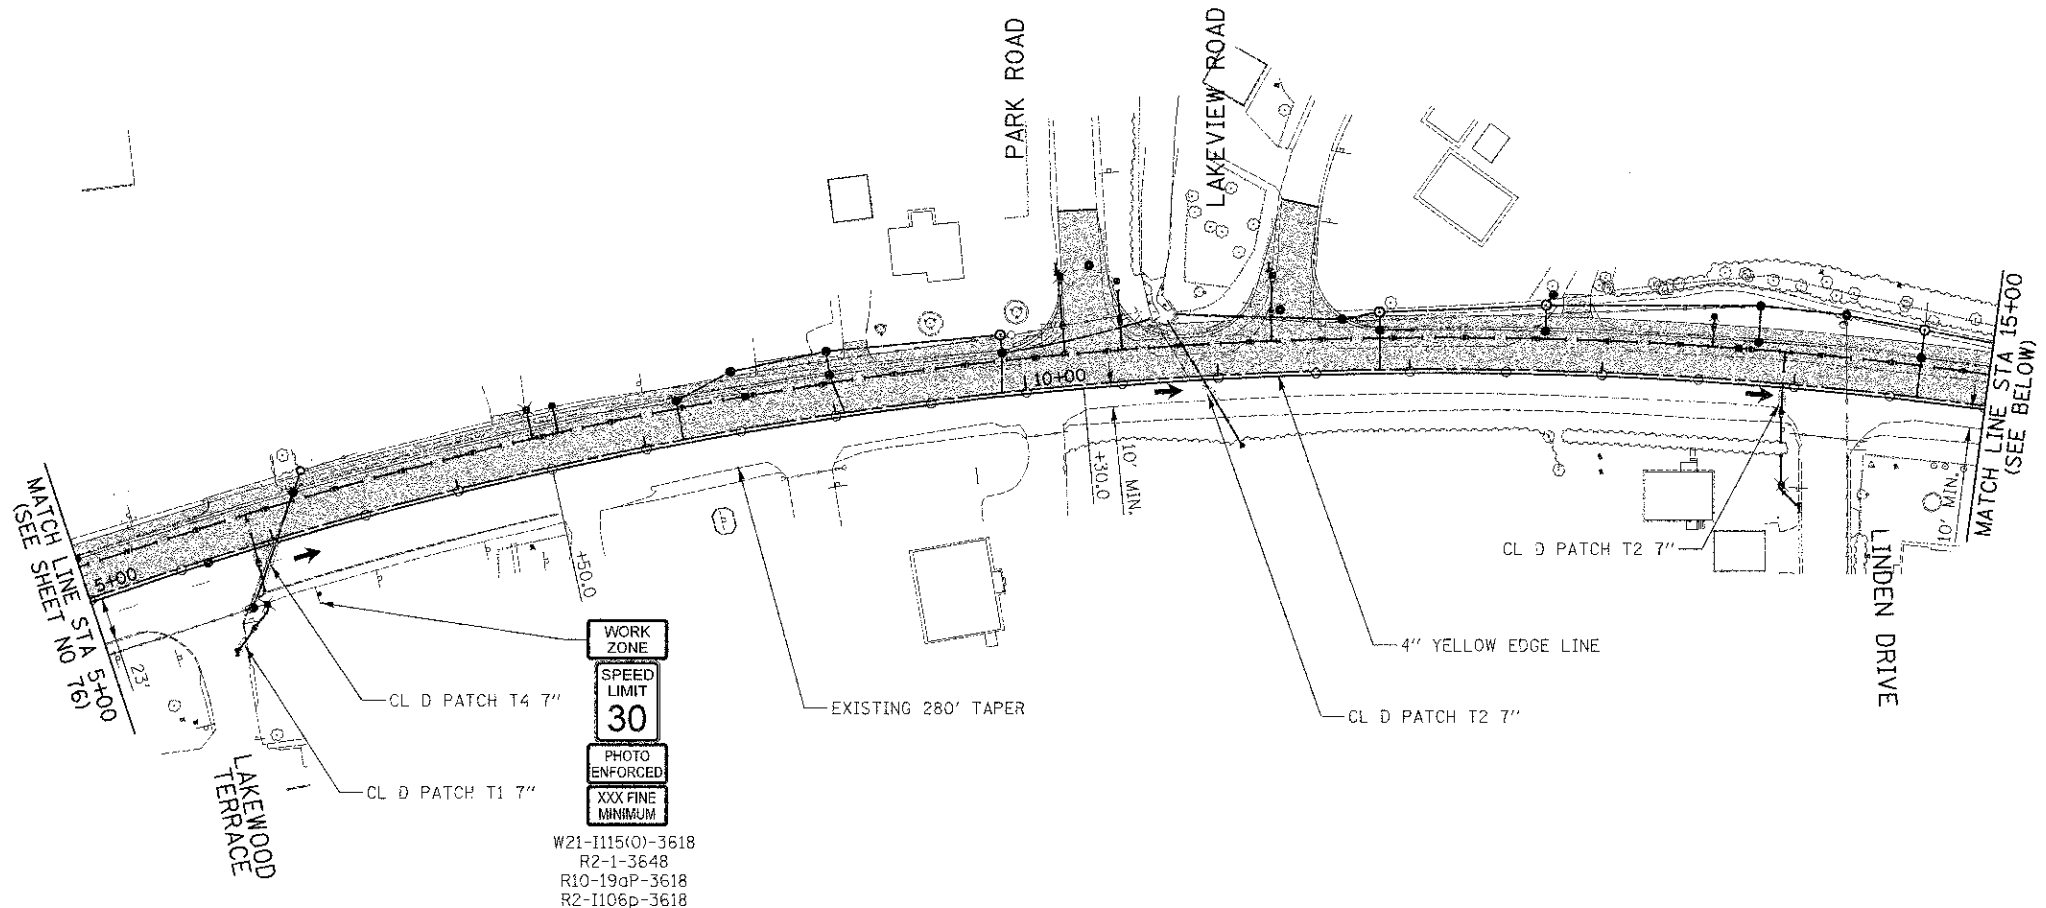 PARK ROAD
LAKEVIEW ROAD
MATCH LINE STA 5+00
(SEE SHEET NO 76)
5+00
23'
10+00
+50.0
+30.0
10' MIN.
10' MIN.
MATCH LINE STA 15+00
(SEE BELOW)
LINDEN DRIVE
LAKEWOOD
TERRACE
CL D PATCH T4 7"
CL D PATCH T1 7"
WORK
ZONE
SPEED
LIMIT
30
PHOTO
ENFORCED
XXX FINE
MINIMUM
W21-I115(O)-3618
R2-1-3648
R10-19aP-3618
R2-I106p-3618
EXISTING 280' TAPER
CL D PATCH T2 7"
4" YELLOW EDGE LINE
CL D PATCH T2 7"